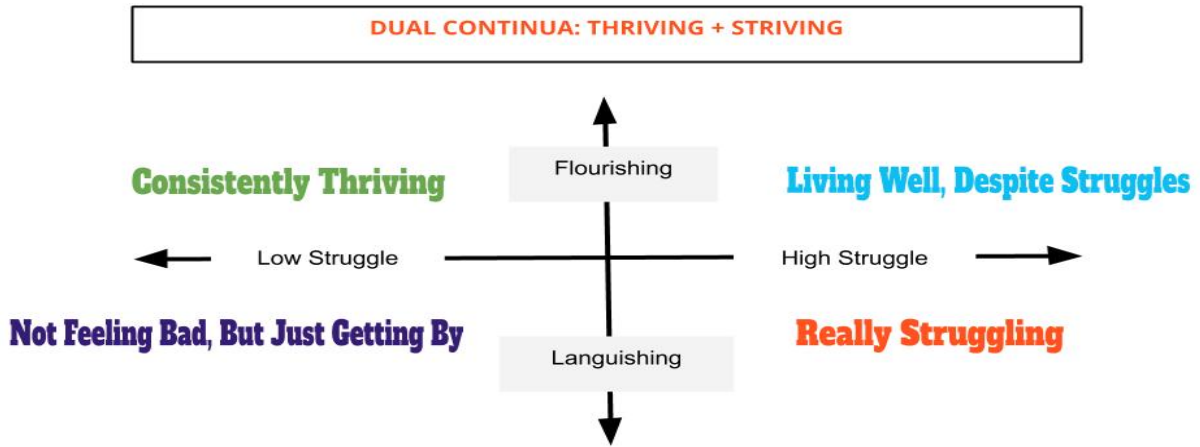 DUAL CONTINUA: THRIVING + STRIVING
Flourishing
Consistently Thriving
Living Well, Despite Struggles
Low Struggle
High Struggle
Not Feeling Bad, But Just Getting By
Really Struggling
Languishing